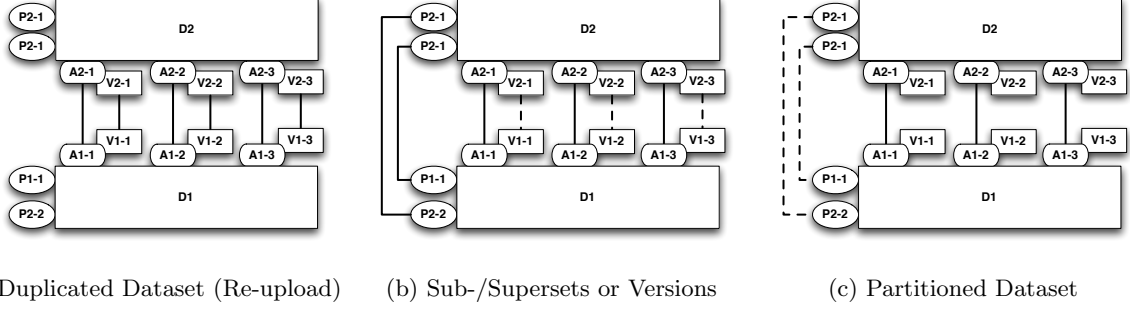 P2-1
D2
P2-1
A2-1 A2-2 A2-3
V2-1 V2-2 V2-3
V1-1 V1-2 V1-3
A1-1 A1-2 A1-3
P1-1
D1
P2-2
P2-1
D2
P2-1
A2-1 A2-2 A2-3
V2-1 V2-2 V2-3
V1-1 V1-2 V1-3
A1-1 A1-2 A1-3
P1-1
D1
P2-2
P2-1
D2
P2-1
A2-1 A2-2 A2-3
V2-1 V2-2 V2-3
V1-1 V1-2 V1-3
A1-1 A1-2 A1-3
P1-1
D1
P2-2
Duplicated Dataset (Re-upload)
(b) Sub-/Supersets or Versions
(c) Partitioned Dataset